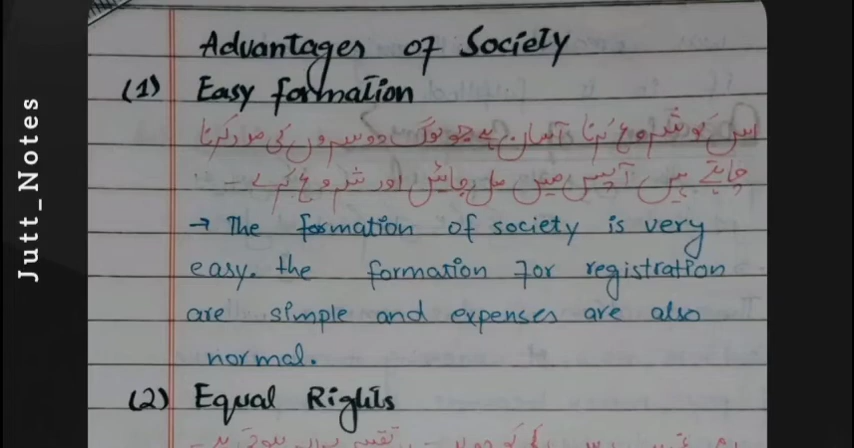 Jutt_Notes
Advantages of Society
(1) Easy formation
اس کو شروع کرنا آسان ہے جو لوگ دوسروں کی مدد کرنا
چاہتے ہیں آپس میں مل جائیں اور شروع کرے -
→ The formation of society is very
easy. the formation for registration
are simple and expenses are also
normal.
(2) Equal Rights